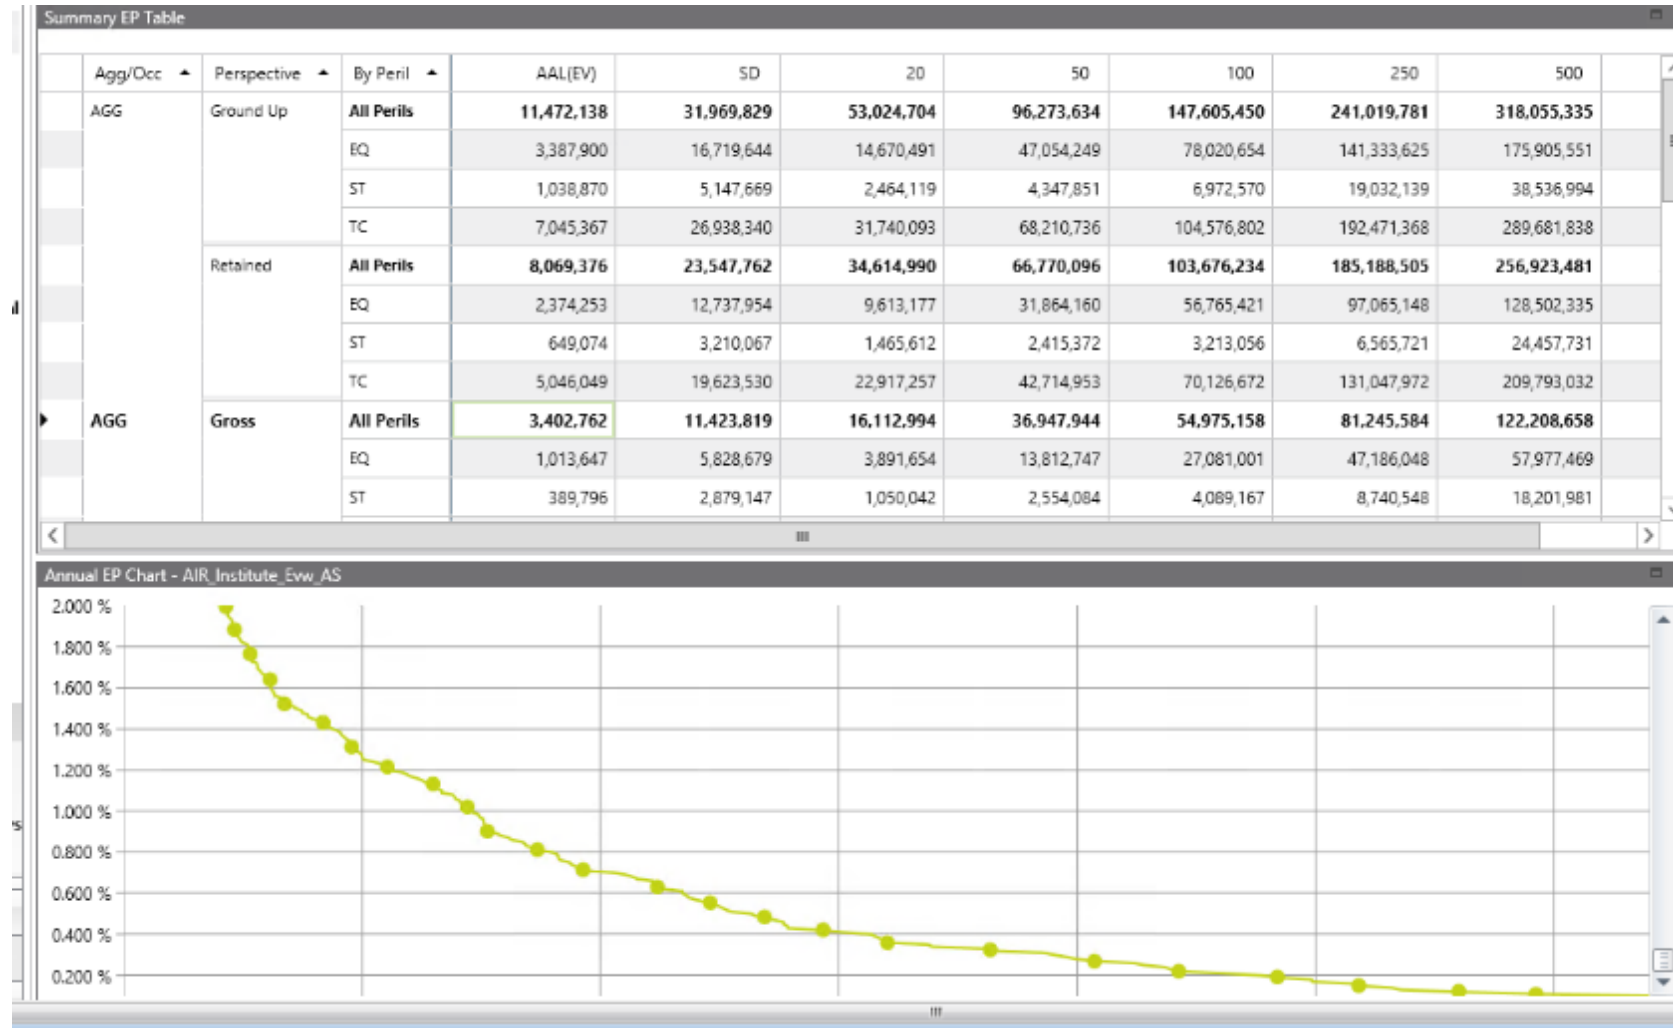 Summary EP Table
Agg/Occ Perspective By Peril AAL(EV) SD 20 50 100 250 500
AGG Ground Up All Perils 11,472,138 31,969,829 53,024,704 96,273,634 147,605,450 241,019,781 318,055,335
EQ 3,387,900 16,719,644 14,670,491 47,054,249 78,020,654 141,333,625 175,905,551
ST 1,038,870 5,147,669 2,464,119 4,347,851 6,972,570 19,032,139 38,536,994
TC 7,045,367 26,938,340 31,740,093 68,210,736 104,576,802 192,471,368 289,681,838
Retained All Perils 8,069,376 23,547,762 34,614,990 66,770,096 103,676,234 185,188,505 256,923,481
EQ 2,374,253 12,737,954 9,613,177 31,864,160 56,765,421 97,065,148 128,502,335
ST 649,074 3,210,067 1,465,612 2,415,372 3,213,056 6,565,721 24,457,731
TC 5,046,049 19,623,530 22,917,257 42,714,953 70,126,672 131,047,972 209,793,032
AGG Gross All Perils 3,402,762 11,423,819 16,112,994 36,947,944 54,975,158 81,245,584 122,208,658
EQ 1,013,647 5,828,679 3,891,654 13,812,747 27,081,001 47,186,048 57,977,469
ST 389,796 2,879,147 1,050,042 2,554,084 4,089,167 8,740,548 18,201,981
Annual EP Chart - AIR_Institute_Evw_AS
2.000 %
1.800 %
1.600 %
1.400 %
1.200 %
1.000 %
0.800 %
0.600 %
0.400 %
0.200 %